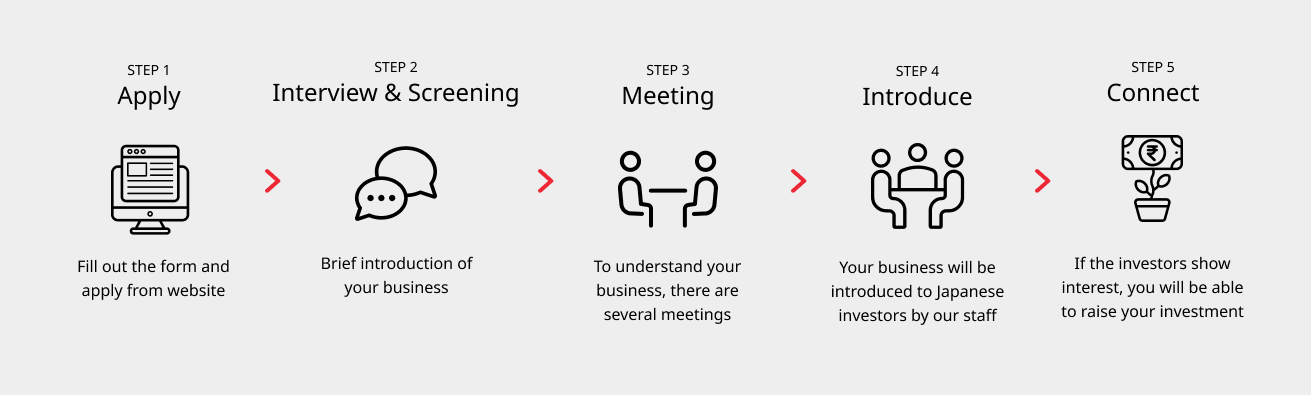 STEP 1
Apply
Fill out the form and
apply from website
STEP 2
Interview & Screening
Brief introduction of
your business
STEP 3
Meeting
To understand your
business, there are
several meetings
STEP 4
Introduce
Your business will be
introduced to Japanese
investors by our staff
STEP 5
Connect
₹
If the investors show
interest, you will be able
to raise your investment